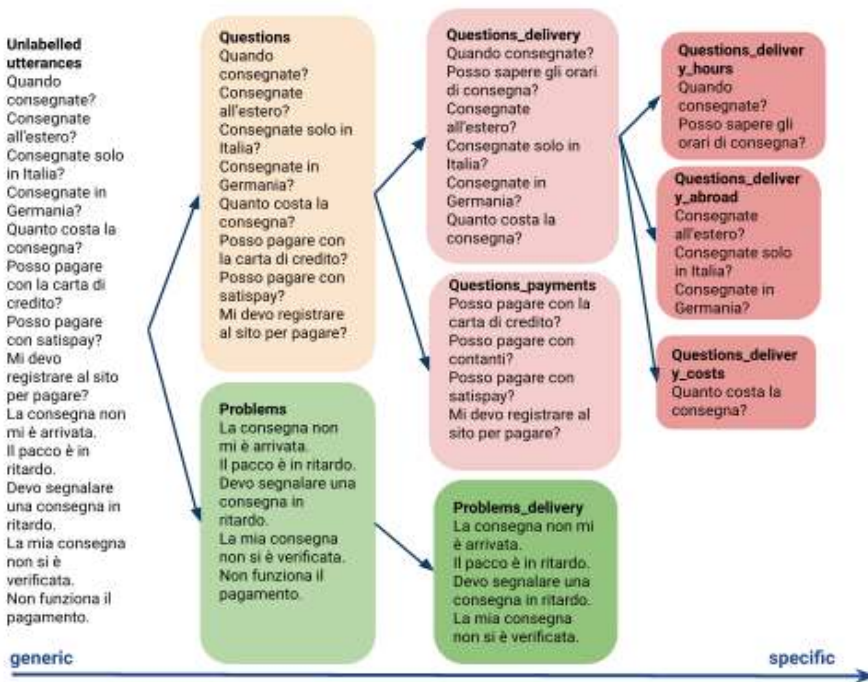 Unlabelled
utterances
Quando
consegnate?
Consegnate
all'estero?
Consegnate solo
in Italia?
Consegnate in
Germania?
Quanto costa la
consegna?
Posso pagare
con la carta di
credito?
Posso pagare
con satispay?
Mi devo
registrare al sito
per pagare?
La consegna non
mi è arrivata.
Il pacco è in
ritardo.
Devo segnalare
una consegna in
ritardo.
La mia consegna
non si è
verificata.
Non funziona il
pagamento.
Questions
Quando
consegnate?
Consegnate
all'estero?
Consegnate solo in
Italia?
Consegnate in
Germania?
Quanto costa la
consegna?
Posso pagare con
la carta di credito?
Posso pagare con
satispay?
Mi devo registrare
al sito per pagare?
Problems
La consegna non
mi è arrivata.
Il pacco è in ritardo.
Devo segnalare una
consegna in
ritardo.
La mia consegna
non si è verificata.
Non funziona il
pagamento.
Questions_delivery
Quando consegnate?
Posso sapere gli orari
di consegna?
Consegnate
all'estero?
Consegnate solo in
Italia?
Consegnate in
Germania?
Quanto costa la
consegna?
Questions_payments
Posso pagare con la
carta di credito?
Posso pagare con
contanti?
Posso pagare con
satispay?
Mi devo registrare al
sito per pagare?
Problems_delivery
La consegna non mi
è arrivata.
Il pacco è in ritardo.
Devo segnalare una
consegna in ritardo.
La mia consegna
non si è verificata.
Questions_deliver
y_hours
Quando
consegnate?
Posso sapere gli
orari di consegna?
Questions_deliver
y_abroad
Consegnate
all'estero?
Consegnate solo
in Italia?
Consegnate in
Germania?
Questions_deliver
y_costs
Quanto costa la
consegna?
generic
specific